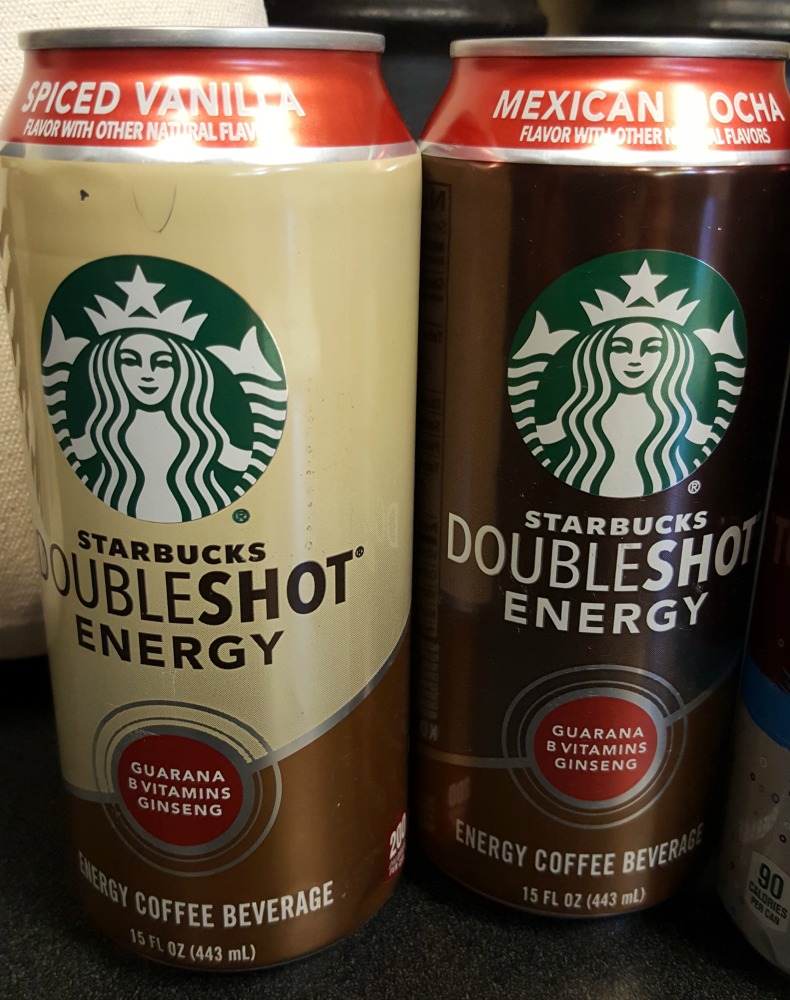 SPICED VANILLA
FLAVOR WITH OTHER NATURAL FLAV
STARBUCKS
DOUBLESHOT®
ENERGY
GUARANA
B VITAMINS
GINSENG
200
ENERGY COFFEE BEVERAGE
15 FL OZ (443 mL)
MEXICAN MOCHA
FLAVOR WITH OTHER NATURAL FLAVORS
®
STARBUCKS
DOUBLESHOT®
ENERGY
GUARANA
B VITAMINS
GINSENG
ENERGY COFFEE BEVERAGE
15 FL OZ (443 mL)
90
CALORIES
PER CAN